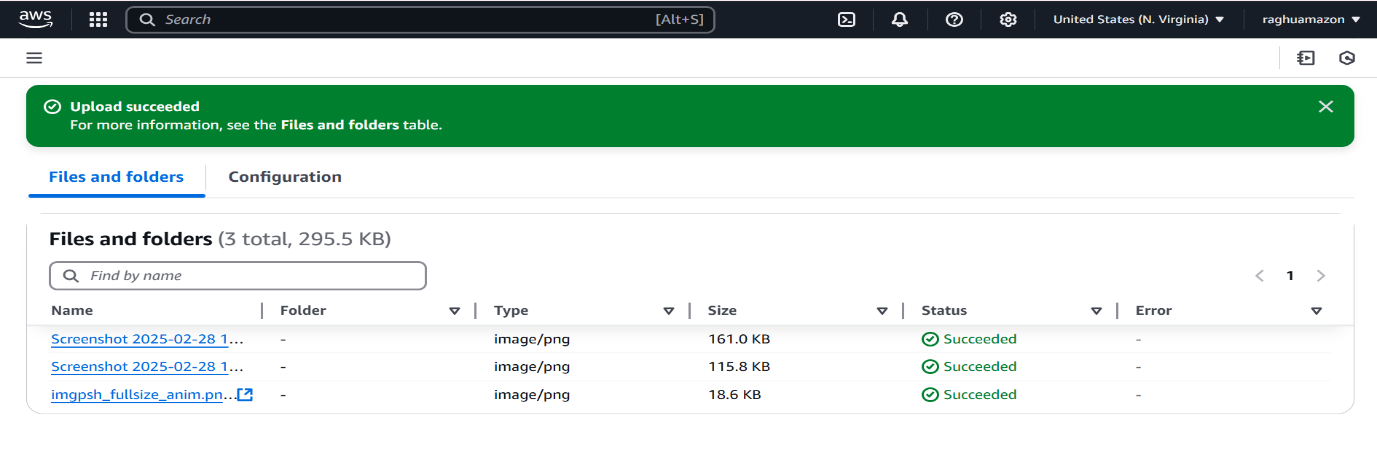 aws Search [Alt+S] United States (N. Virginia) raghuamazon
Upload succeeded
For more information, see the Files and folders table.
Files and folders Configuration
Files and folders (3 total, 295.5 KB)
Find by name 1
Name Folder Type Size Status Error
Screenshot 2025-02-28 1... - image/png 161.0 KB Succeeded -
Screenshot 2025-02-28 1... - image/png 115.8 KB Succeeded -
imgpsh_fullsize_anim.pn... - image/png 18.6 KB Succeeded -